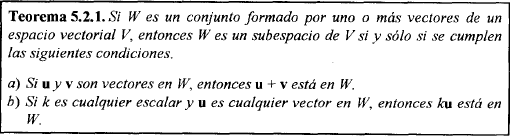 Teorema 5.2.1. Si W es un conjunto formado por uno o más vectores de un
espacio vectorial V, entonces W es un subespacio de V si y sólo si se cumplen
las siguientes condiciones.
a) Si u y v son vectores en W, entonces u + v está en W.
b) Si k es cualquier escalar y u es cualquier vector en W, entonces ku está en
W.